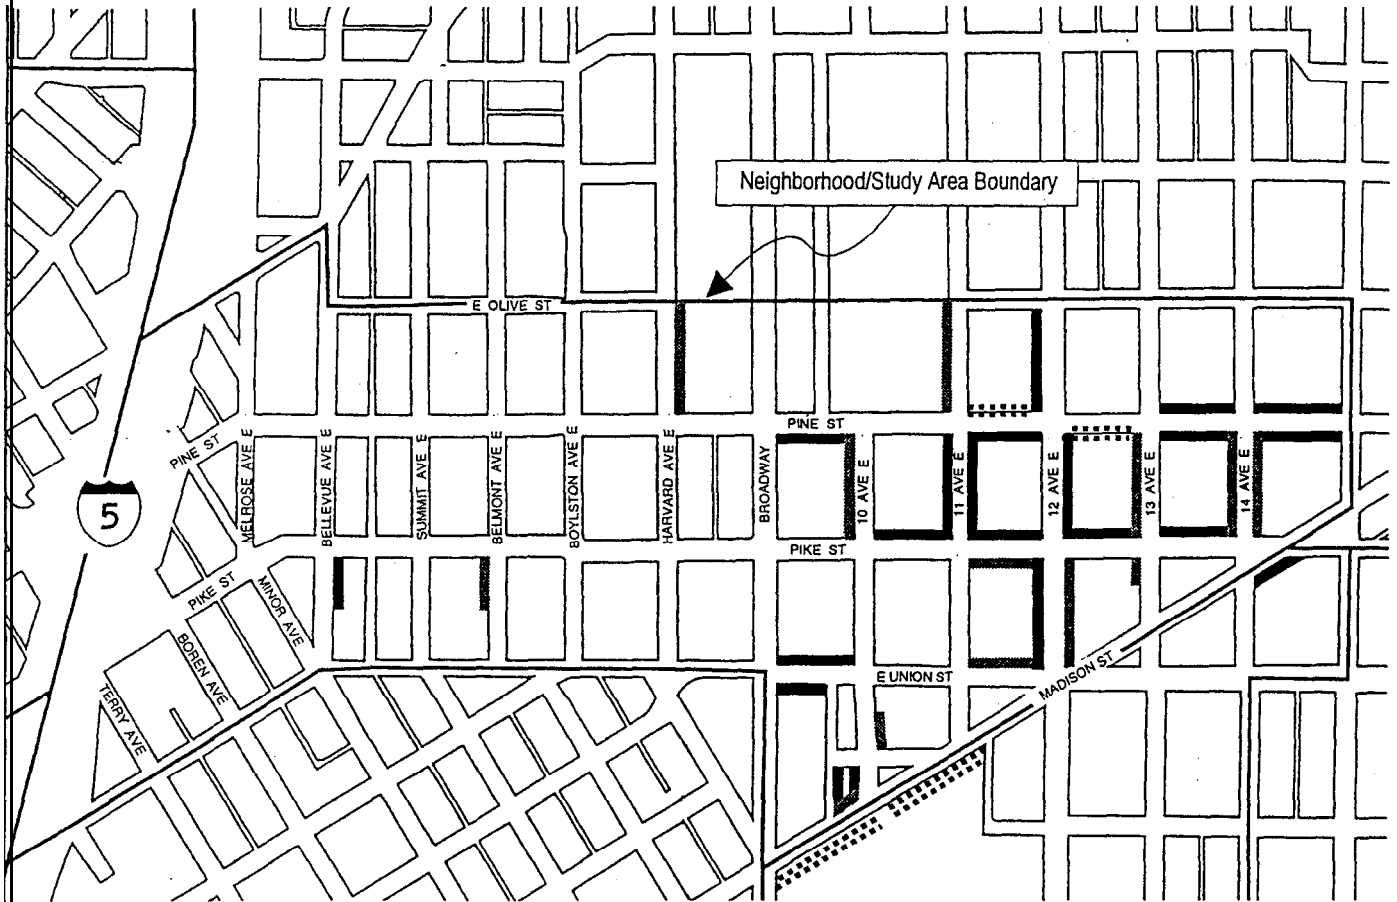 Neighborhood/Study Area Boundary
E OLIVE ST
PINE ST
PINE ST
MELROSE AVE E
BELLEVUE AVE E
SUMMIT AVE E
BELMONT AVE E
BOYLSTON AVE E
HARVARD AVE E
BROADWAY
10 AVE E
11 AVE E
12 AVE E
13 AVE E
14 AVE E
5
PIKE ST
PIKE ST
MINOR AVE
BOREN AVE
TERRY AVE
E UNION ST
MADISON ST